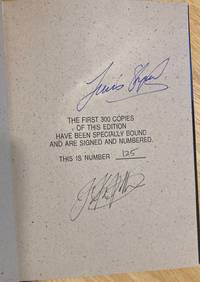 THE FIRST 300 COPIES
OF THIS EDITION
HAVE BEEN SPECIALLY BOUND
AND ARE SIGNED AND NUMBERED.
THIS IS NUMBER 125